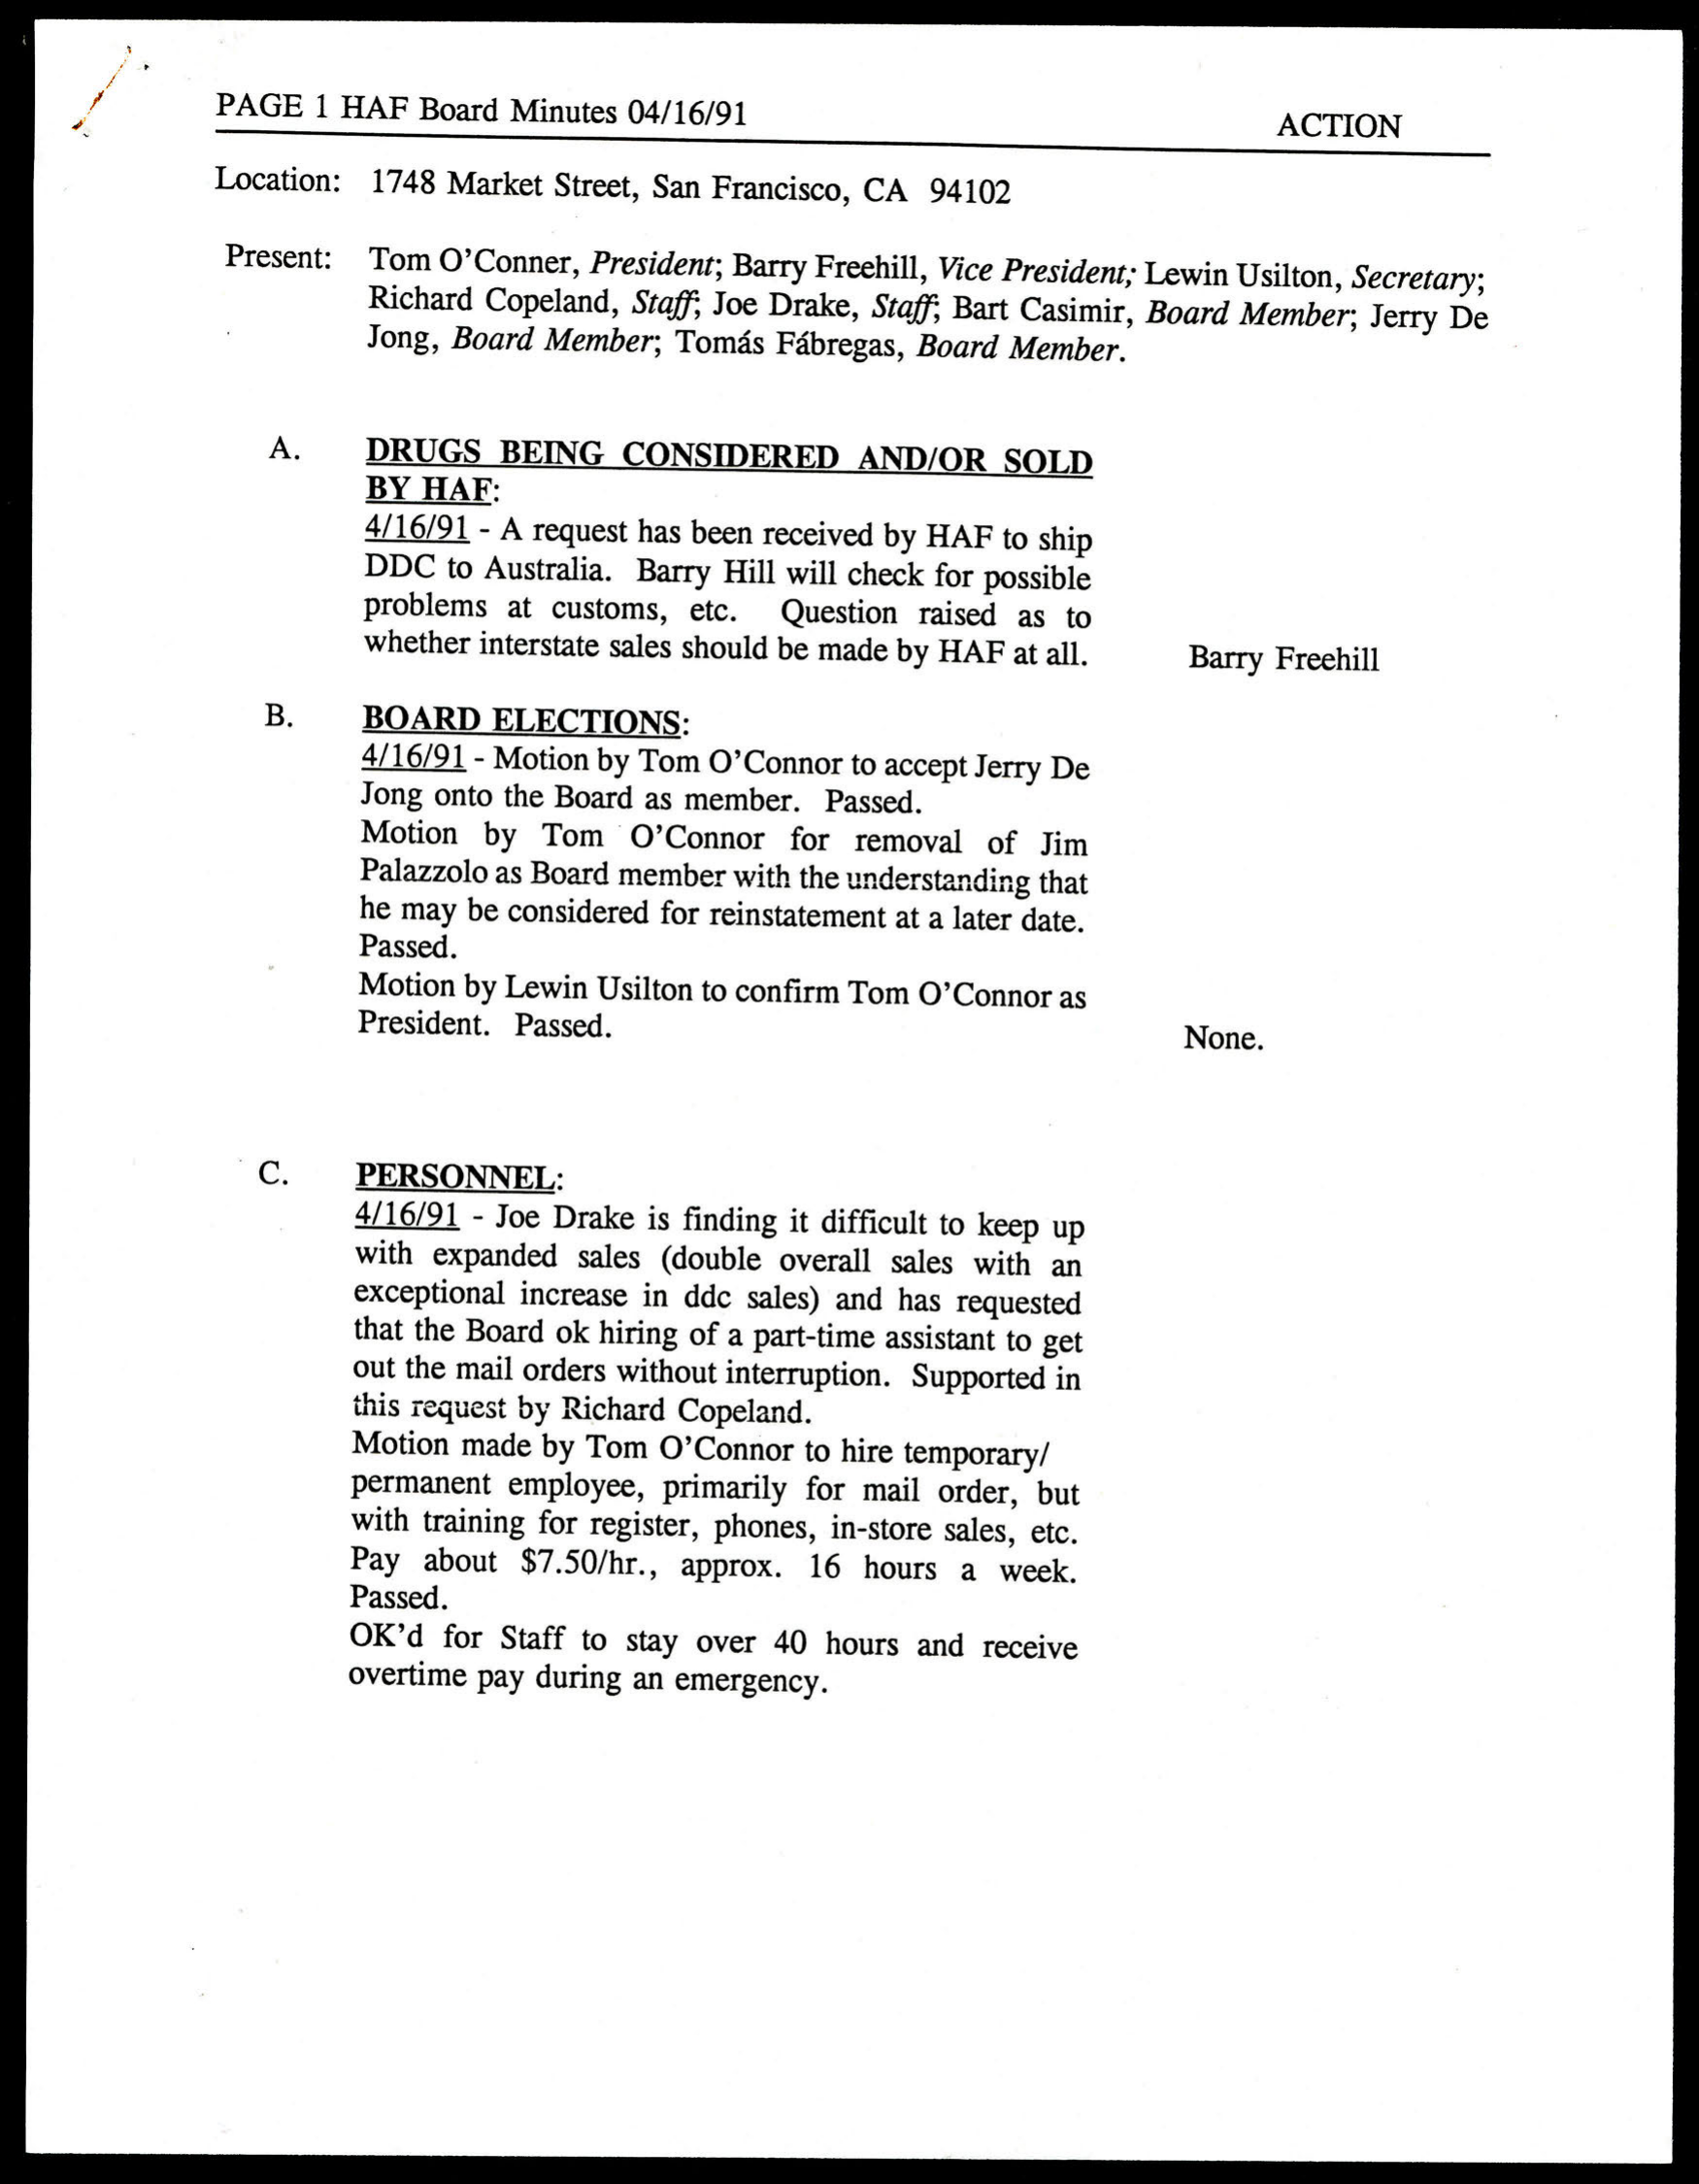 PAGE 1 HAF Board Minutes 04/16/91 ACTION
Location: 1748 Market Street, San Francisco, CA 94102
Present: Tom O'Conner, President; Barry Freehill, Vice President; Lewin Usilton, Secretary;
Richard Copeland, Staff; Joe Drake, Staff; Bart Casimir, Board Member; Jerry De
Jong, Board Member; Tomás Fábregas, Board Member.
A. DRUGS BEING CONSIDERED AND/OR SOLD
BY HAF:
4/16/91 - A request has been received by HAF to ship
DDC to Australia. Barry Hill will check for possible
problems at customs, etc. Question raised as to
whether interstate sales should be made by HAF at all. Barry Freehill
B. BOARD ELECTIONS:
4/16/91 - Motion by Tom O'Connor to accept Jerry De
Jong onto the Board as member. Passed.
Motion by Tom O'Connor for removal of Jim
Palazzolo as Board member with the understanding that
he may be considered for reinstatement at a later date.
Passed.
Motion by Lewin Usilton to confirm Tom O'Connor as
President. Passed. None.
C. PERSONNEL:
4/16/91 - Joe Drake is finding it difficult to keep up
with expanded sales (double overall sales with an
exceptional increase in ddc sales) and has requested
that the Board ok hiring of a part-time assistant to get
out the mail orders without interruption. Supported in
this request by Richard Copeland.
Motion made by Tom O'Connor to hire temporary/
permanent employee, primarily for mail order, but
with training for register, phones, in-store sales, etc.
Pay about $7.50/hr., approx. 16 hours a week.
Passed.
OK'd for Staff to stay over 40 hours and receive
overtime pay during an emergency.